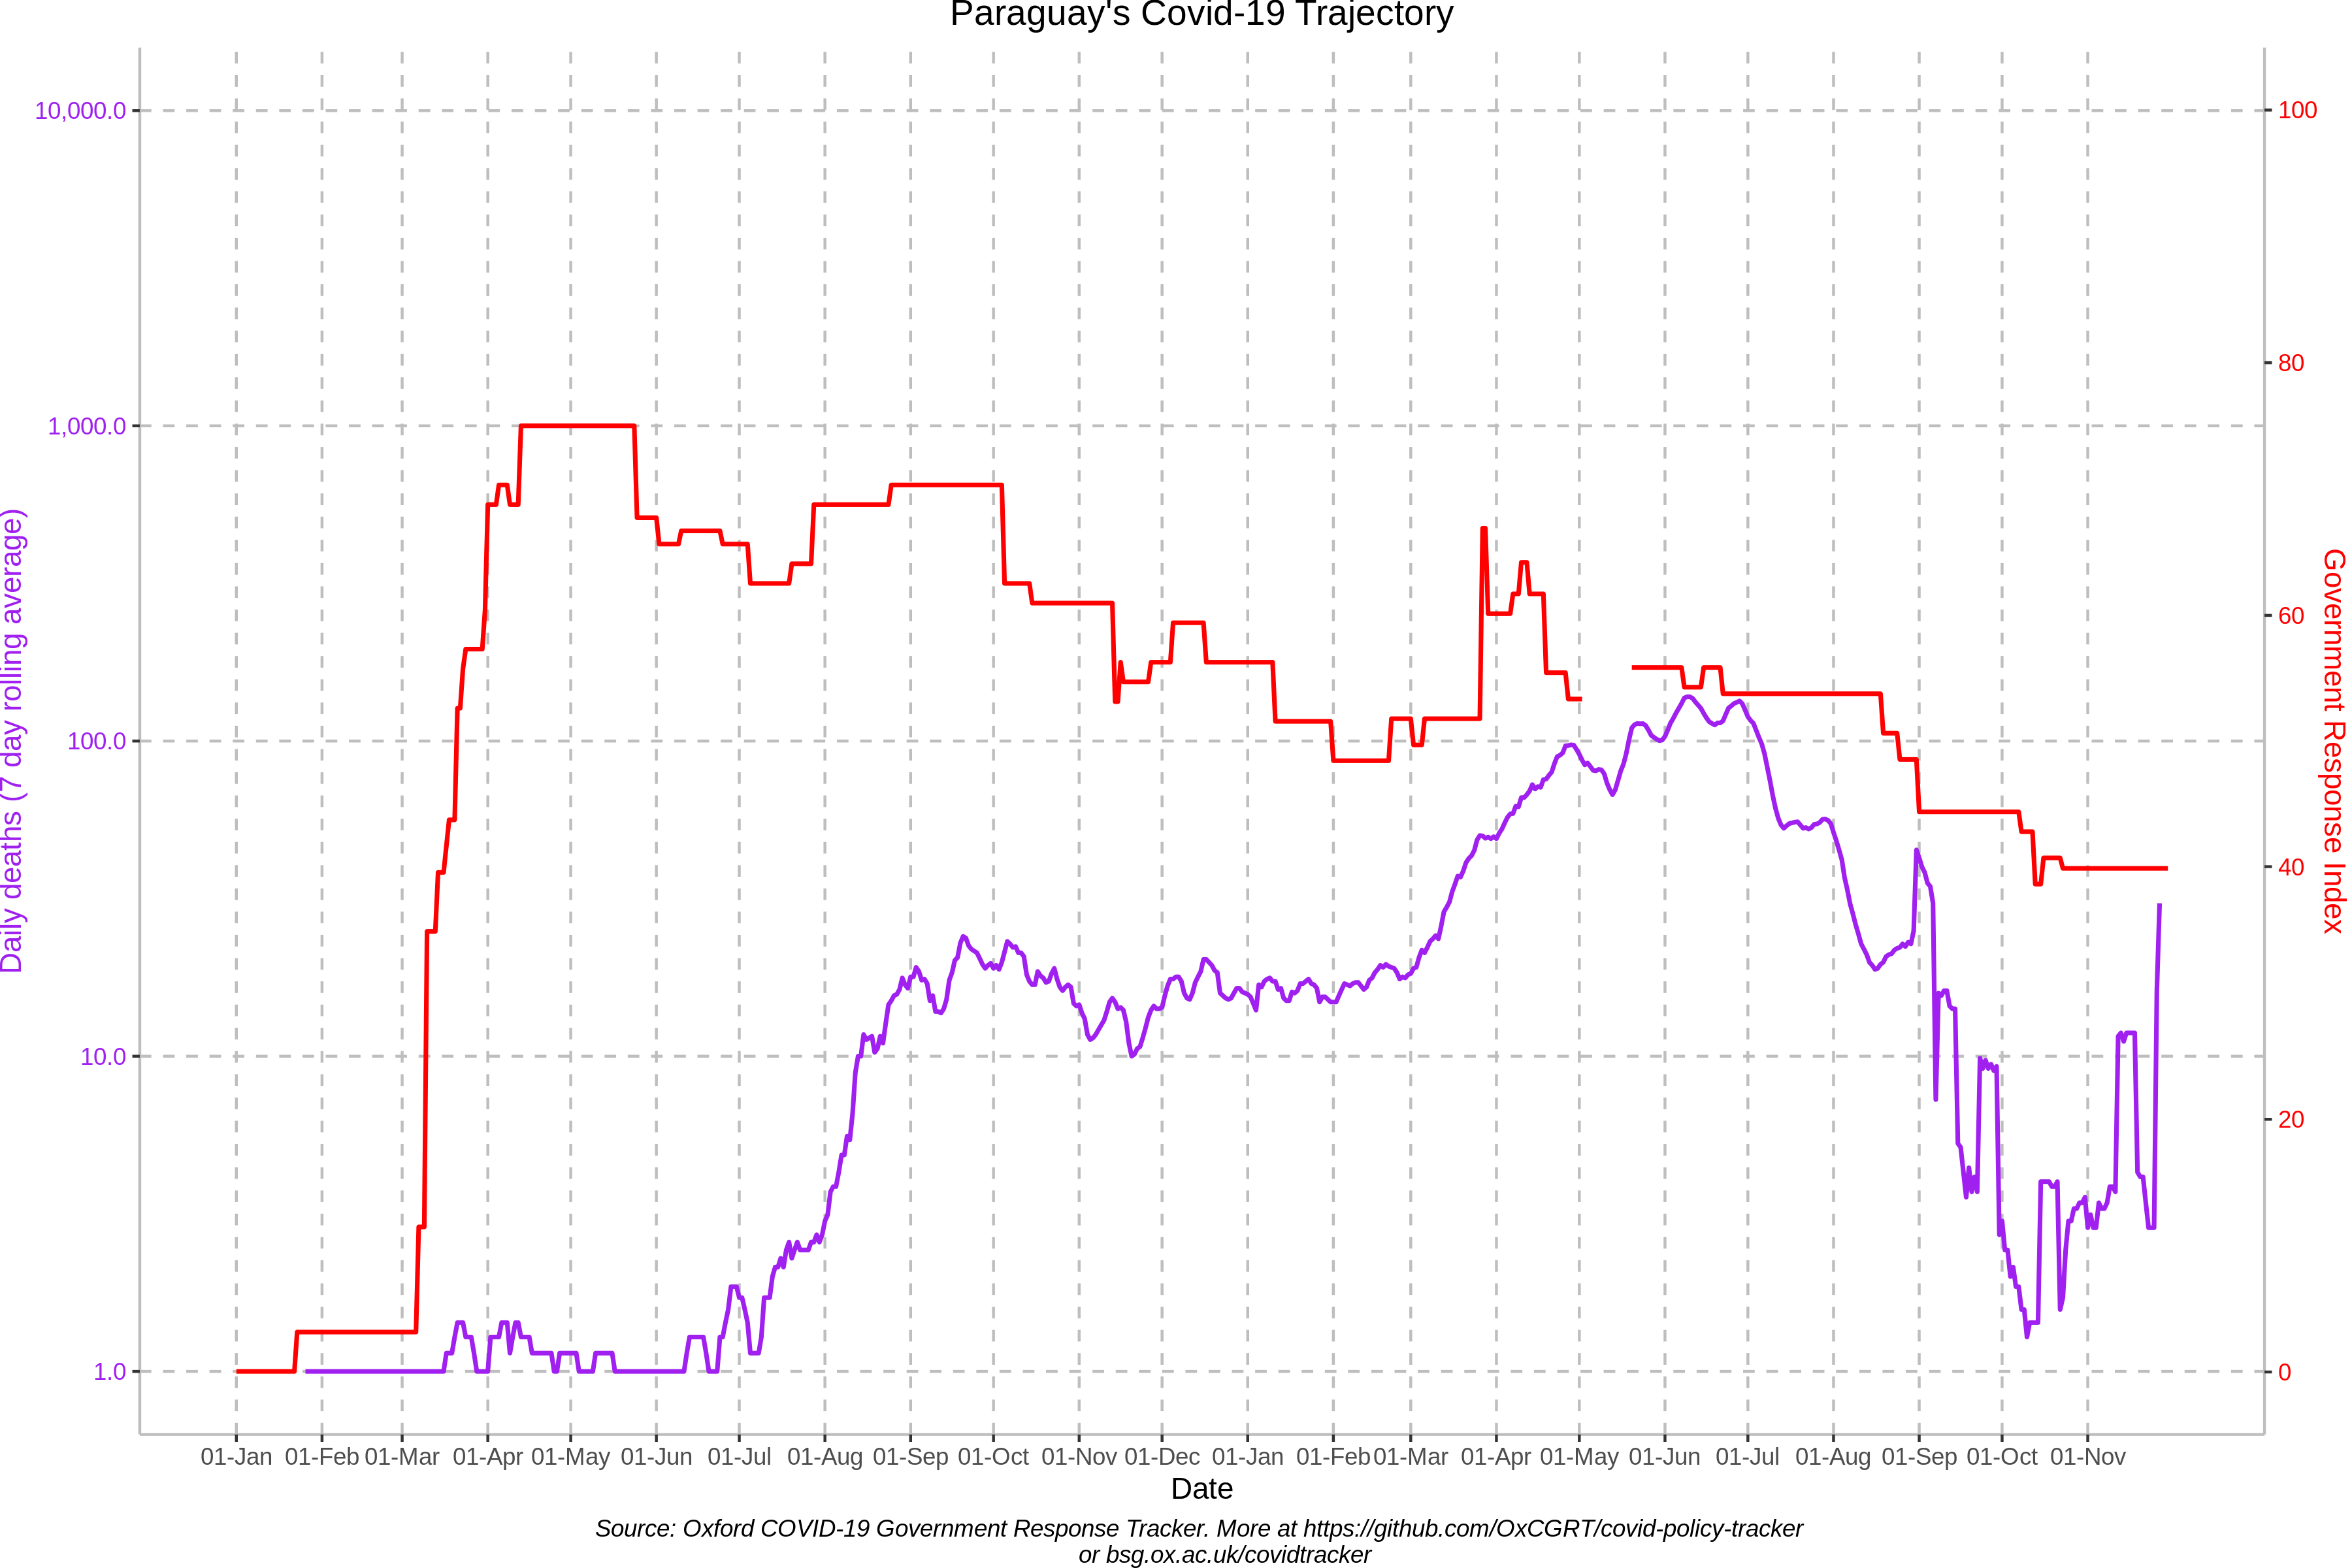 Paraguay's Covid-19 Trajectory
10,000.0
1,000.0
100.0
10.0
1.0
Daily deaths (7 day rolling average)
100
80
60
40
20
0
Government Response Index
01-Jan 01-Feb 01-Mar 01-Apr 01-May 01-Jun 01-Jul 01-Aug 01-Sep 01-Oct 01-Nov 01-Dec 01-Jan 01-Feb 01-Mar 01-Apr 01-May 01-Jun 01-Jul 01-Aug 01-Sep 01-Oct 01-Nov
Date
Source: Oxford COVID-19 Government Response Tracker. More at https://github.com/OxCGRT/covid-policy-tracker
or bsg.ox.ac.uk/covidtracker